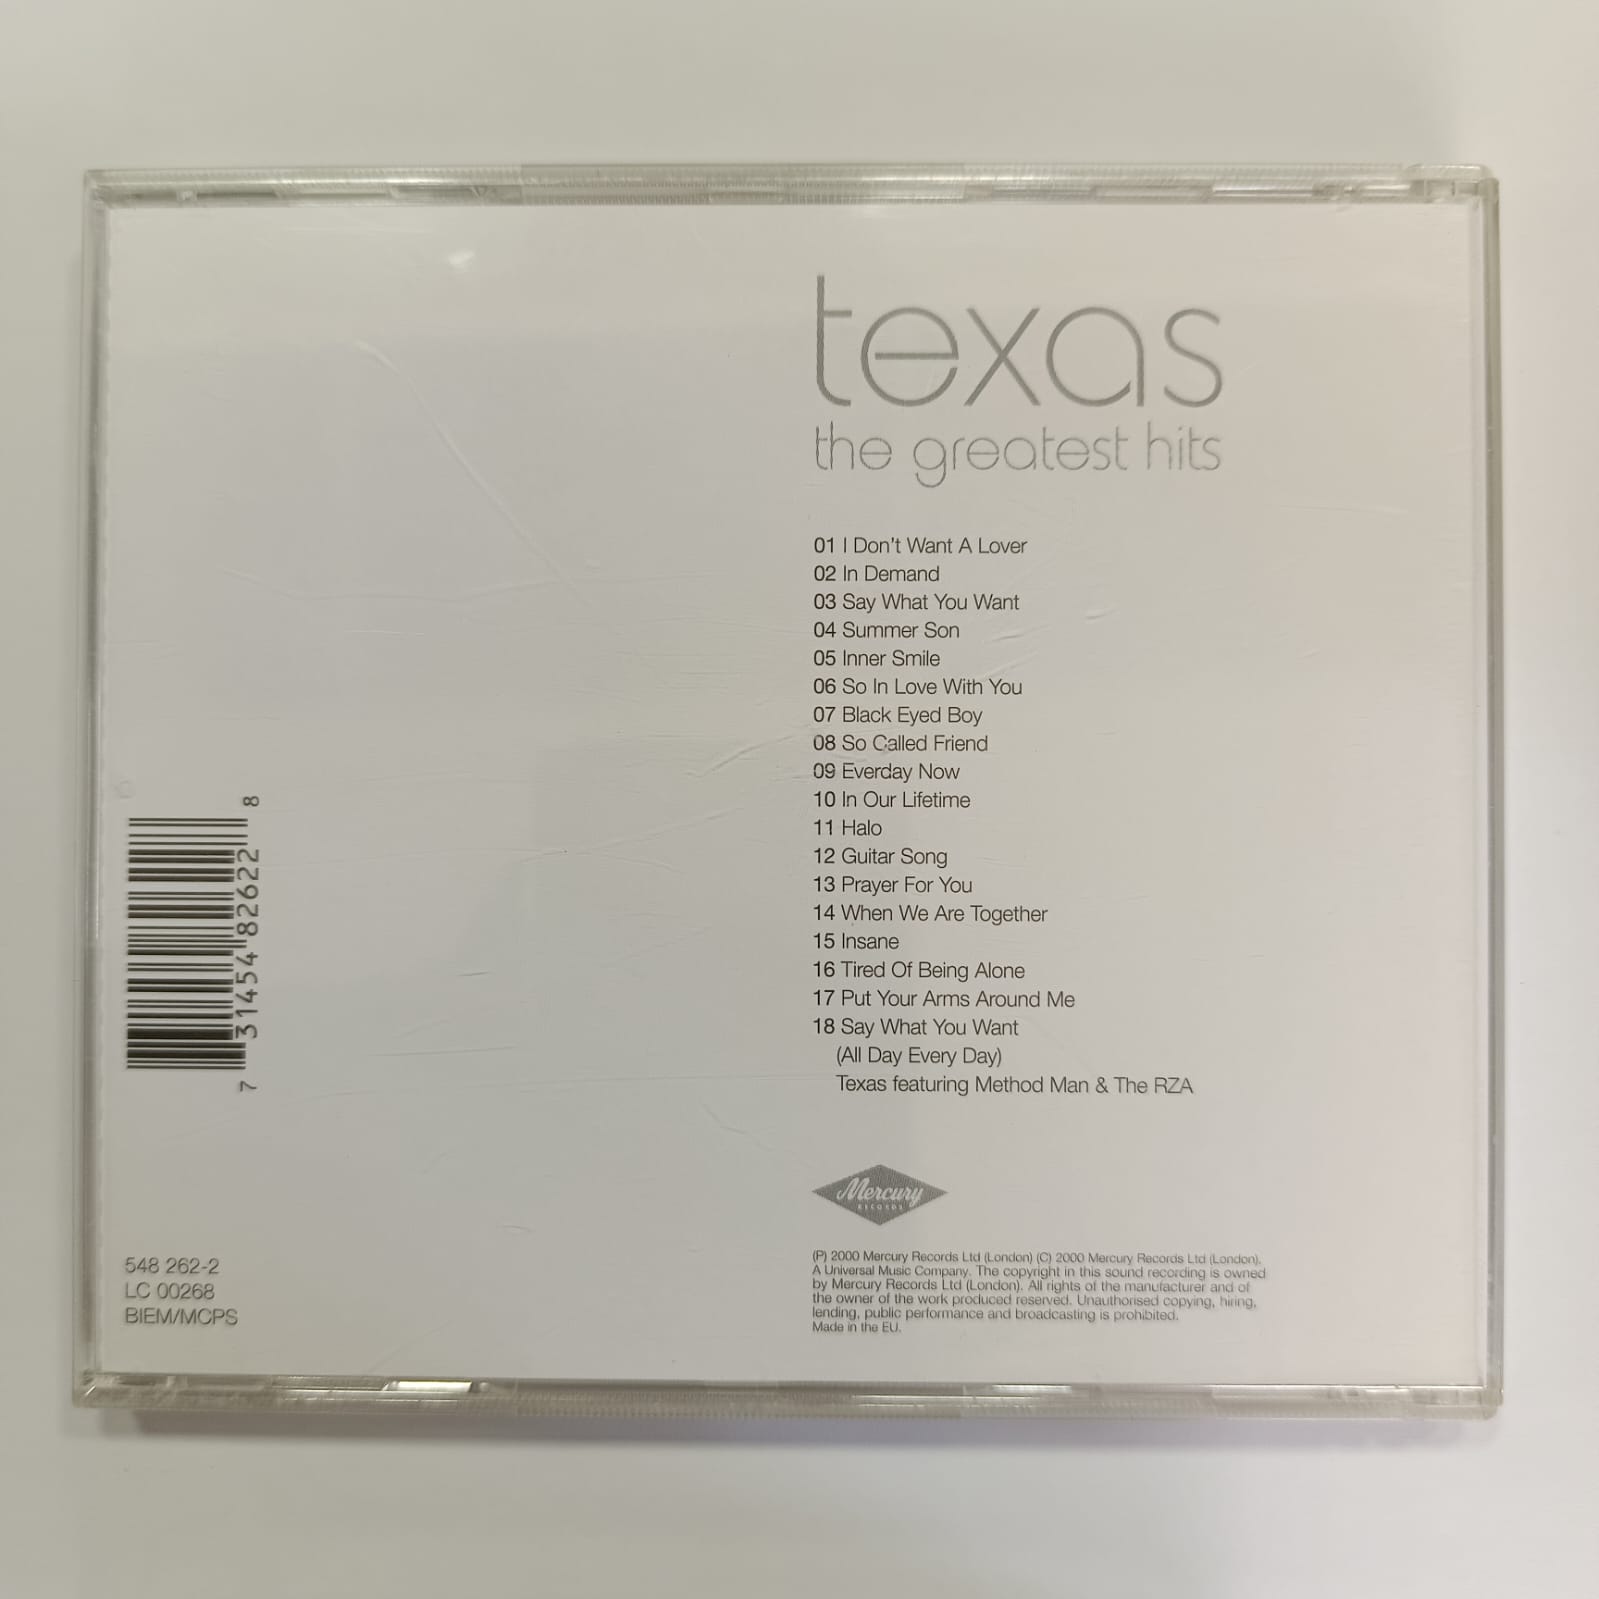 texas
the greatest hits
01 I Don't Want A Lover
02 In Demand
03 Say What You Want
04 Summer Son
05 Inner Smile
06 So In Love With You
07 Black Eyed Boy
08 So Called Friend
09 Everday Now
10 In Our Lifetime
11 Halo
12 Guitar Song
13 Prayer For You
14 When We Are Together
15 Insane
16 Tired Of Being Alone
17 Put Your Arms Around Me
18 Say What You Want
(All Day Every Day)
Texas featuring Method Man & The RZA
Mercury
RECORDS
(P) 2000 Mercury Records Ltd (London) (C) 2000 Mercury Records Ltd (London).
A Universal Music Company. The copyright in this sound recording is owned
by Mercury Records Ltd (London). All rights of the manufacturer and of
the owner of the work produced reserved. Unauthorised copying, hiring,
lending, public performance and broadcasting is prohibited.
Made in the EU.
7 31454 82622 8
548 262-2
LC 00268
BIEM/MCPS